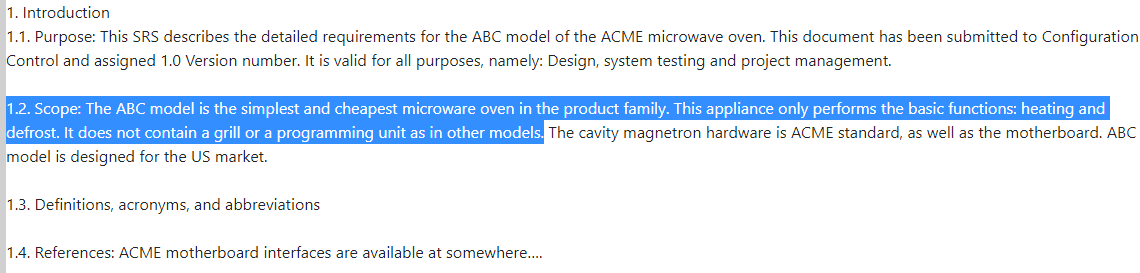 1. Introduction
1.1. Purpose: This SRS describes the detailed requirements for the ABC model of the ACME microwave oven. This document has been submitted to Configuration
Control and assigned 1.0 Version number. It is valid for all purposes, namely: Design, system testing and project management.
1.2. Scope: The ABC model is the simplest and cheapest microware oven in the product family. This appliance only performs the basic functions: heating and
defrost. It does not contain a grill or a programming unit as in other models. The cavity magnetron hardware is ACME standard, as well as the motherboard. ABC
model is designed for the US market.
1.3. Definitions, acronyms, and abbreviations
1.4. References: ACME motherboard interfaces are available at somewhere....